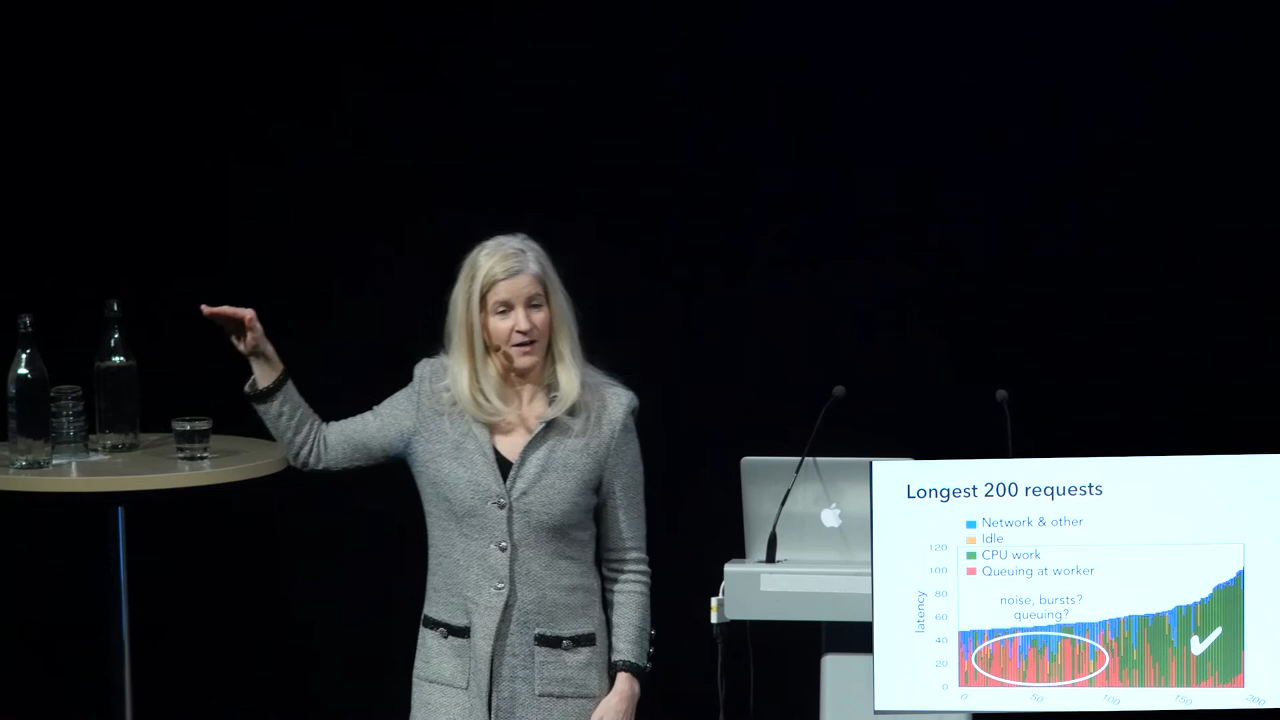 Longest 200 requests
Network & other
Idle
CPU work
Queuing at worker
noise, bursts?
queuing?
latency
120
100
80
60
40
20
0
0 50 100 150 200